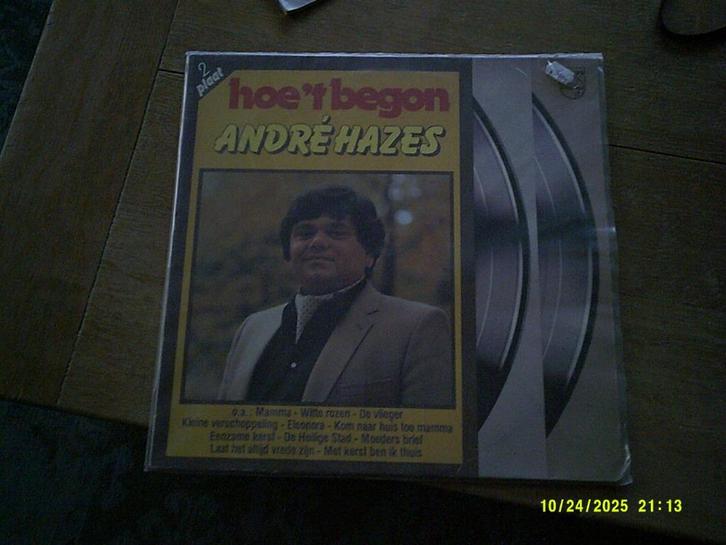 2
plaat
hoe 't begon
ANDRÉ HAZES
o.a.: Mamma - Witte rozen - De vlieger
Kleine verschoppeling - Eleonora - Kom naar huis toe mamma
Eenzame kerst - De Heilige Stad - Moeders brief
Laat het altijd vrede zijn - Met kerst ben ik thuis
10/24/2025 21:13